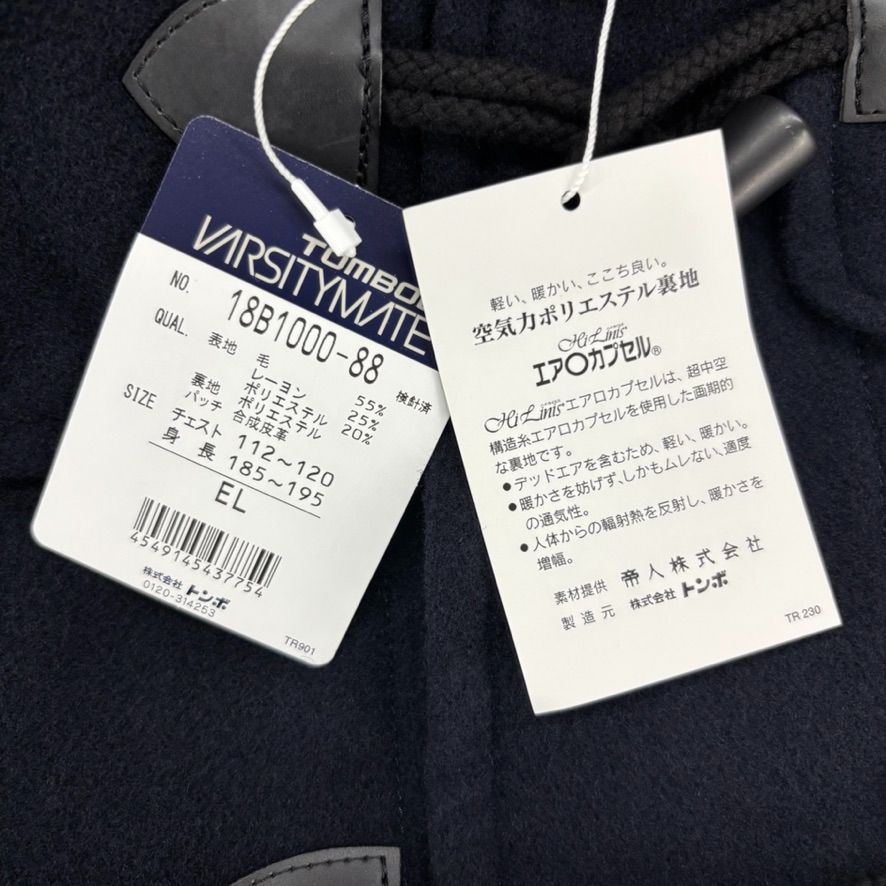 TOMBO
VARSITYMATE
NO. 18B1000-88
QUAL. 表地 毛 55% 検針済
レーヨン 25%
ポリエステル 20%
裏地 ポリエステル
パッチ 合成皮革
SIZE チェスト 112~120
身長 185~195
EL
4549145437754
株式会社 トンボ
0120-314253
TR901
軽い、暖かい、ここち良い。
空気力ポリエステル裏地
Hi Linis
エア○カプセル®
Hi Linisエアロカプセルは、超中空
構造糸エアロカプセルを使用した画期的
な裏地です。
●デッドエアを含むため、軽い、暖かい。
●暖かさを妨げず、しかもムレない、適度
の通気性。
●人体からの輻射熱を反射し、暖かさを
増幅。
素材提供 帝人株式会社
製造元 株式会社 トンボ
TR 230